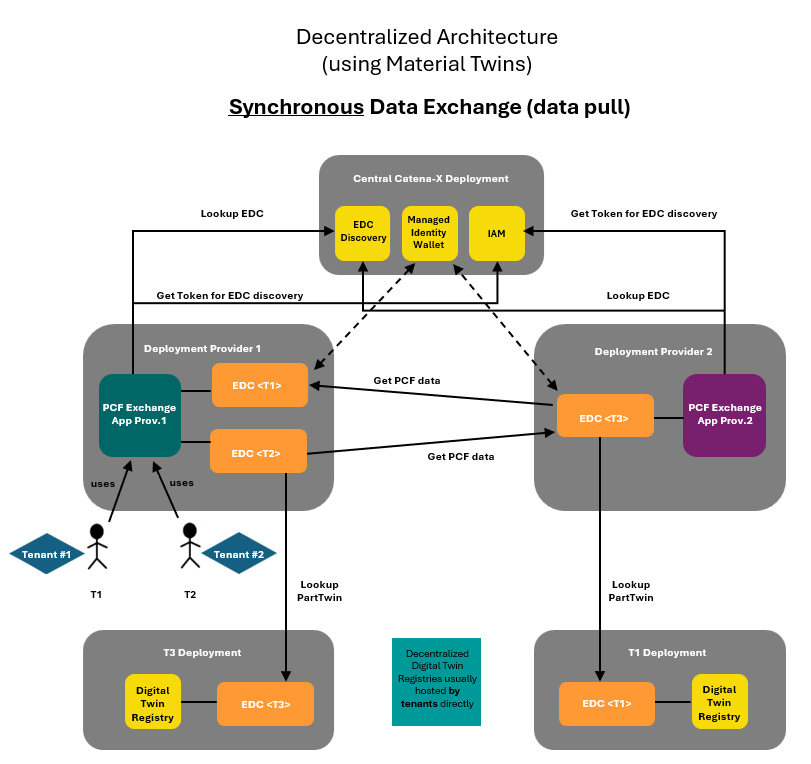 Decentralized Architecture
(using Material Twins)
Synchronous Data Exchange (data pull)
Central Catena-X Deployment
EDC
Discovery
Managed
Identity
Wallet
IAM
Lookup EDC
Get Token for EDC discovery
Get Token for EDC discovery
Lookup EDC
Deployment Provider 1
EDC <T1>
PCF Exchange
App Prov.1
EDC <T2>
Get PCF data
Get PCF data
Deployment Provider 2
EDC <T3>
PCF Exchange
App Prov.2
uses
uses
Tenant #1
Tenant #2
T1
T2
Lookup
PartTwin
Lookup
PartTwin
T3 Deployment
Digital
Twin
Registry
EDC <T3>
Decentralized
Digital Twin
Registries usually
hosted by
tenants directly
T1 Deployment
EDC <T1>
Digital
Twin
Registry